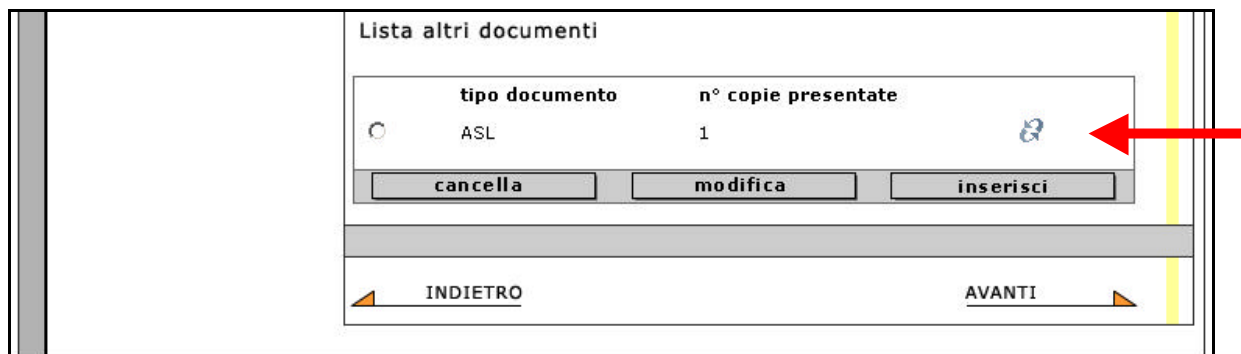 Lista altri documenti
tipo documento n° copie presentate
ASL 1
cancella modifica inserisci
INDIETRO AVANTI